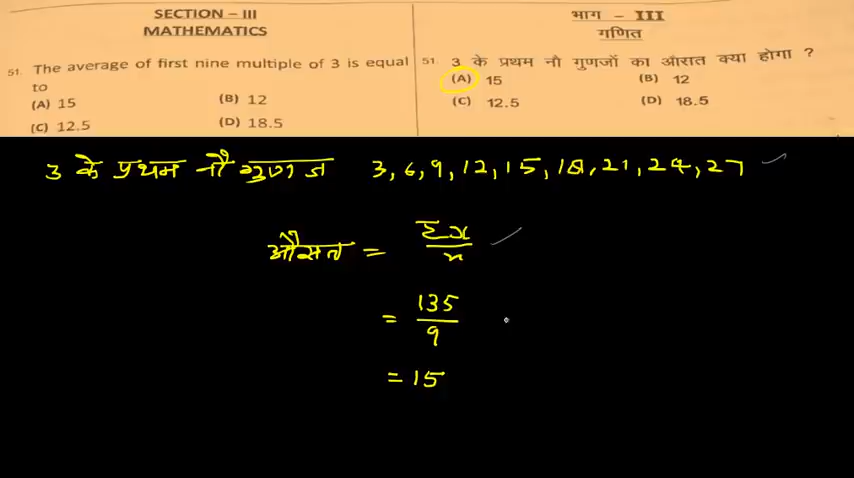 SECTION – III
MATHEMATICS
51. The average of first nine multiple of 3 is equal
to
(A) 15
(B) 12
(C) 12.5
(D) 18.5
भाग – III
गणित
51. 3 के प्रथम नौ गुणजों का औसत क्या होगा ?
(A) 15
(B) 12
(C) 12.5
(D) 18.5
3 के प्रथम नौ गुणज 3, 6, 9, 12, 15, 18, 21, 24, 27
औसत = Σx/n
= 135/9
= 15